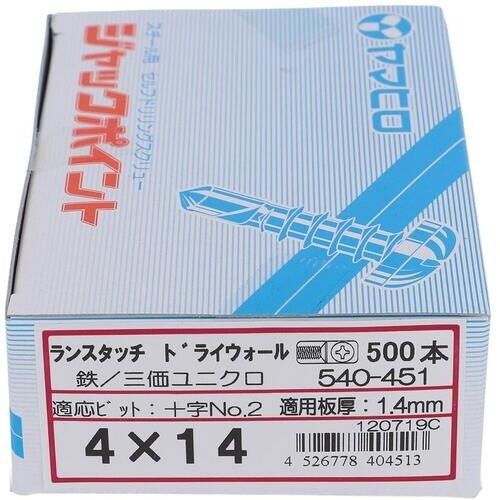 ヤマヒロ
スチール用 セルフドリリングスクリュー
ジャックポイント
ランスタッチ ドライウォール 500本
鉄／三価ユニクロ 540-451
適応ビット：十字No.2 適用板厚：1.4mm
4×14
120719C
4 526778 404513